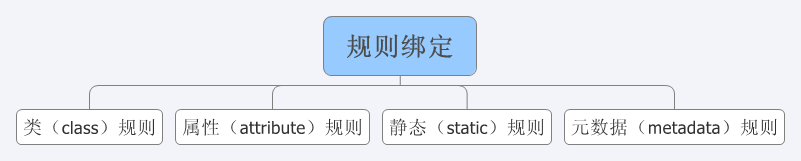 规则绑定
类（class）规则
属性（attribute）规则
静态（static）规则
元数据（metadata）规则